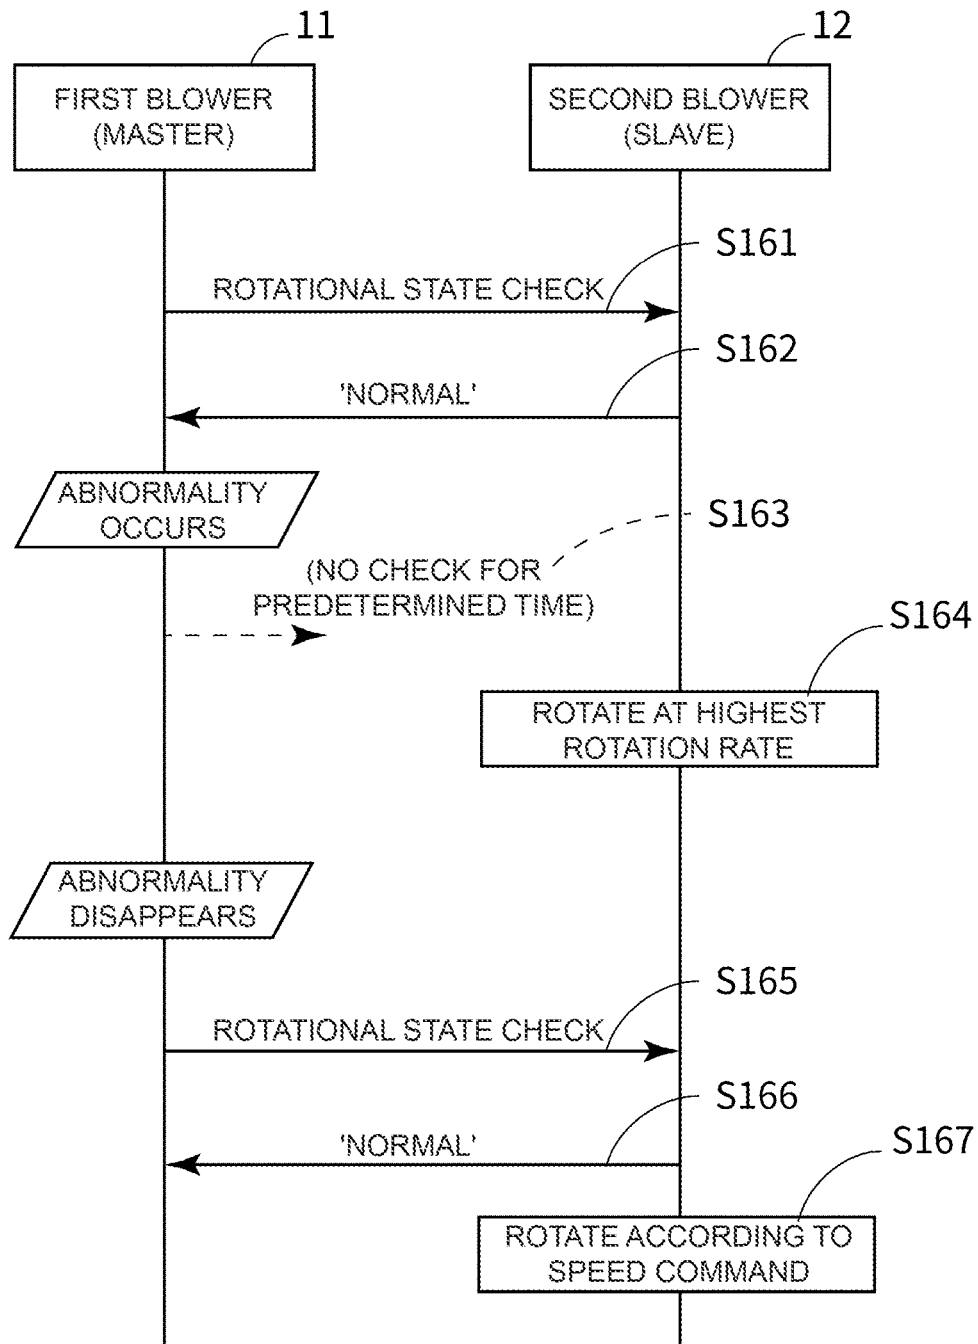 11
12
FIRST BLOWER
(MASTER)
SECOND BLOWER
(SLAVE)
S161
ROTATIONAL STATE CHECK
S162
'NORMAL'
ABNORMALITY
OCCURS
S163
(NO CHECK FOR
PREDETERMINED TIME)
S164
ROTATE AT HIGHEST
ROTATION RATE
ABNORMALITY
DISAPPEARS
S165
ROTATIONAL STATE CHECK
S166
'NORMAL'
S167
ROTATE ACCORDING TO
SPEED COMMAND